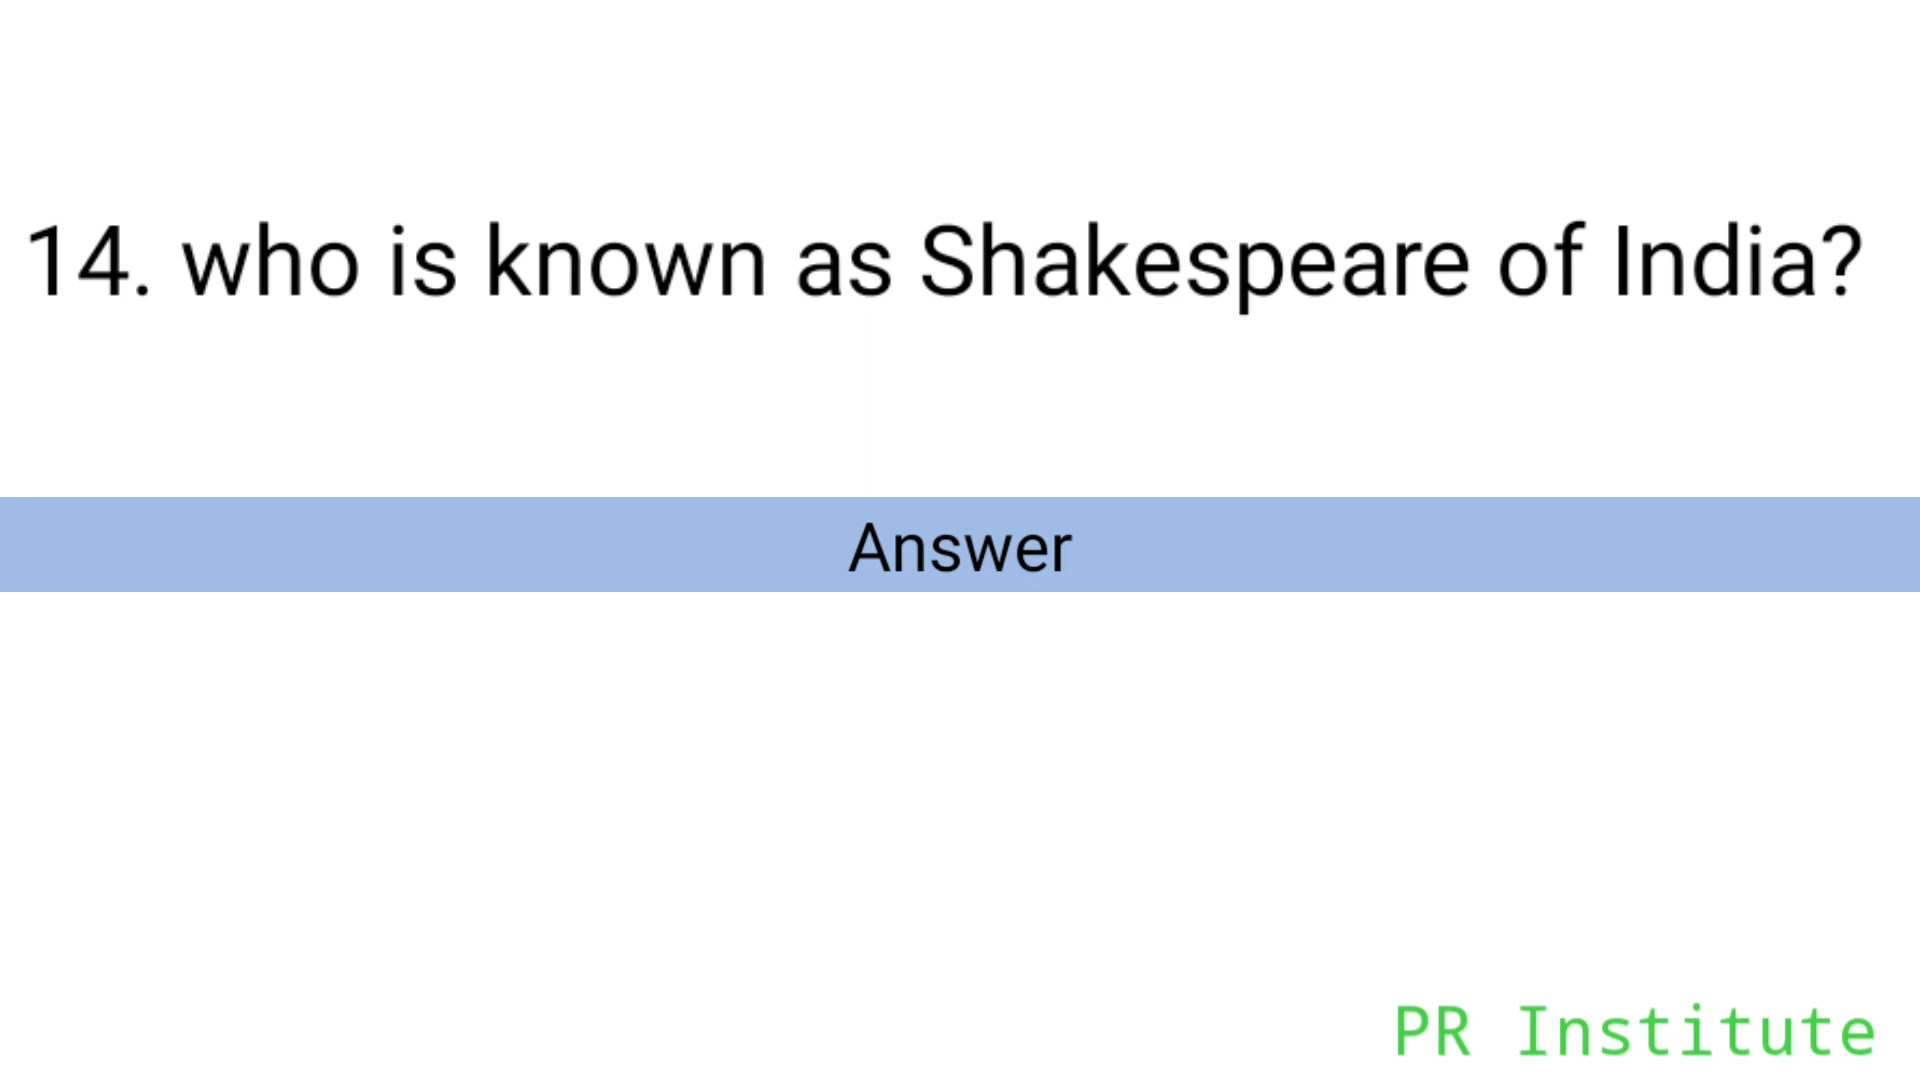 14. who is known as Shakespeare of India?
Answer
PR Institute